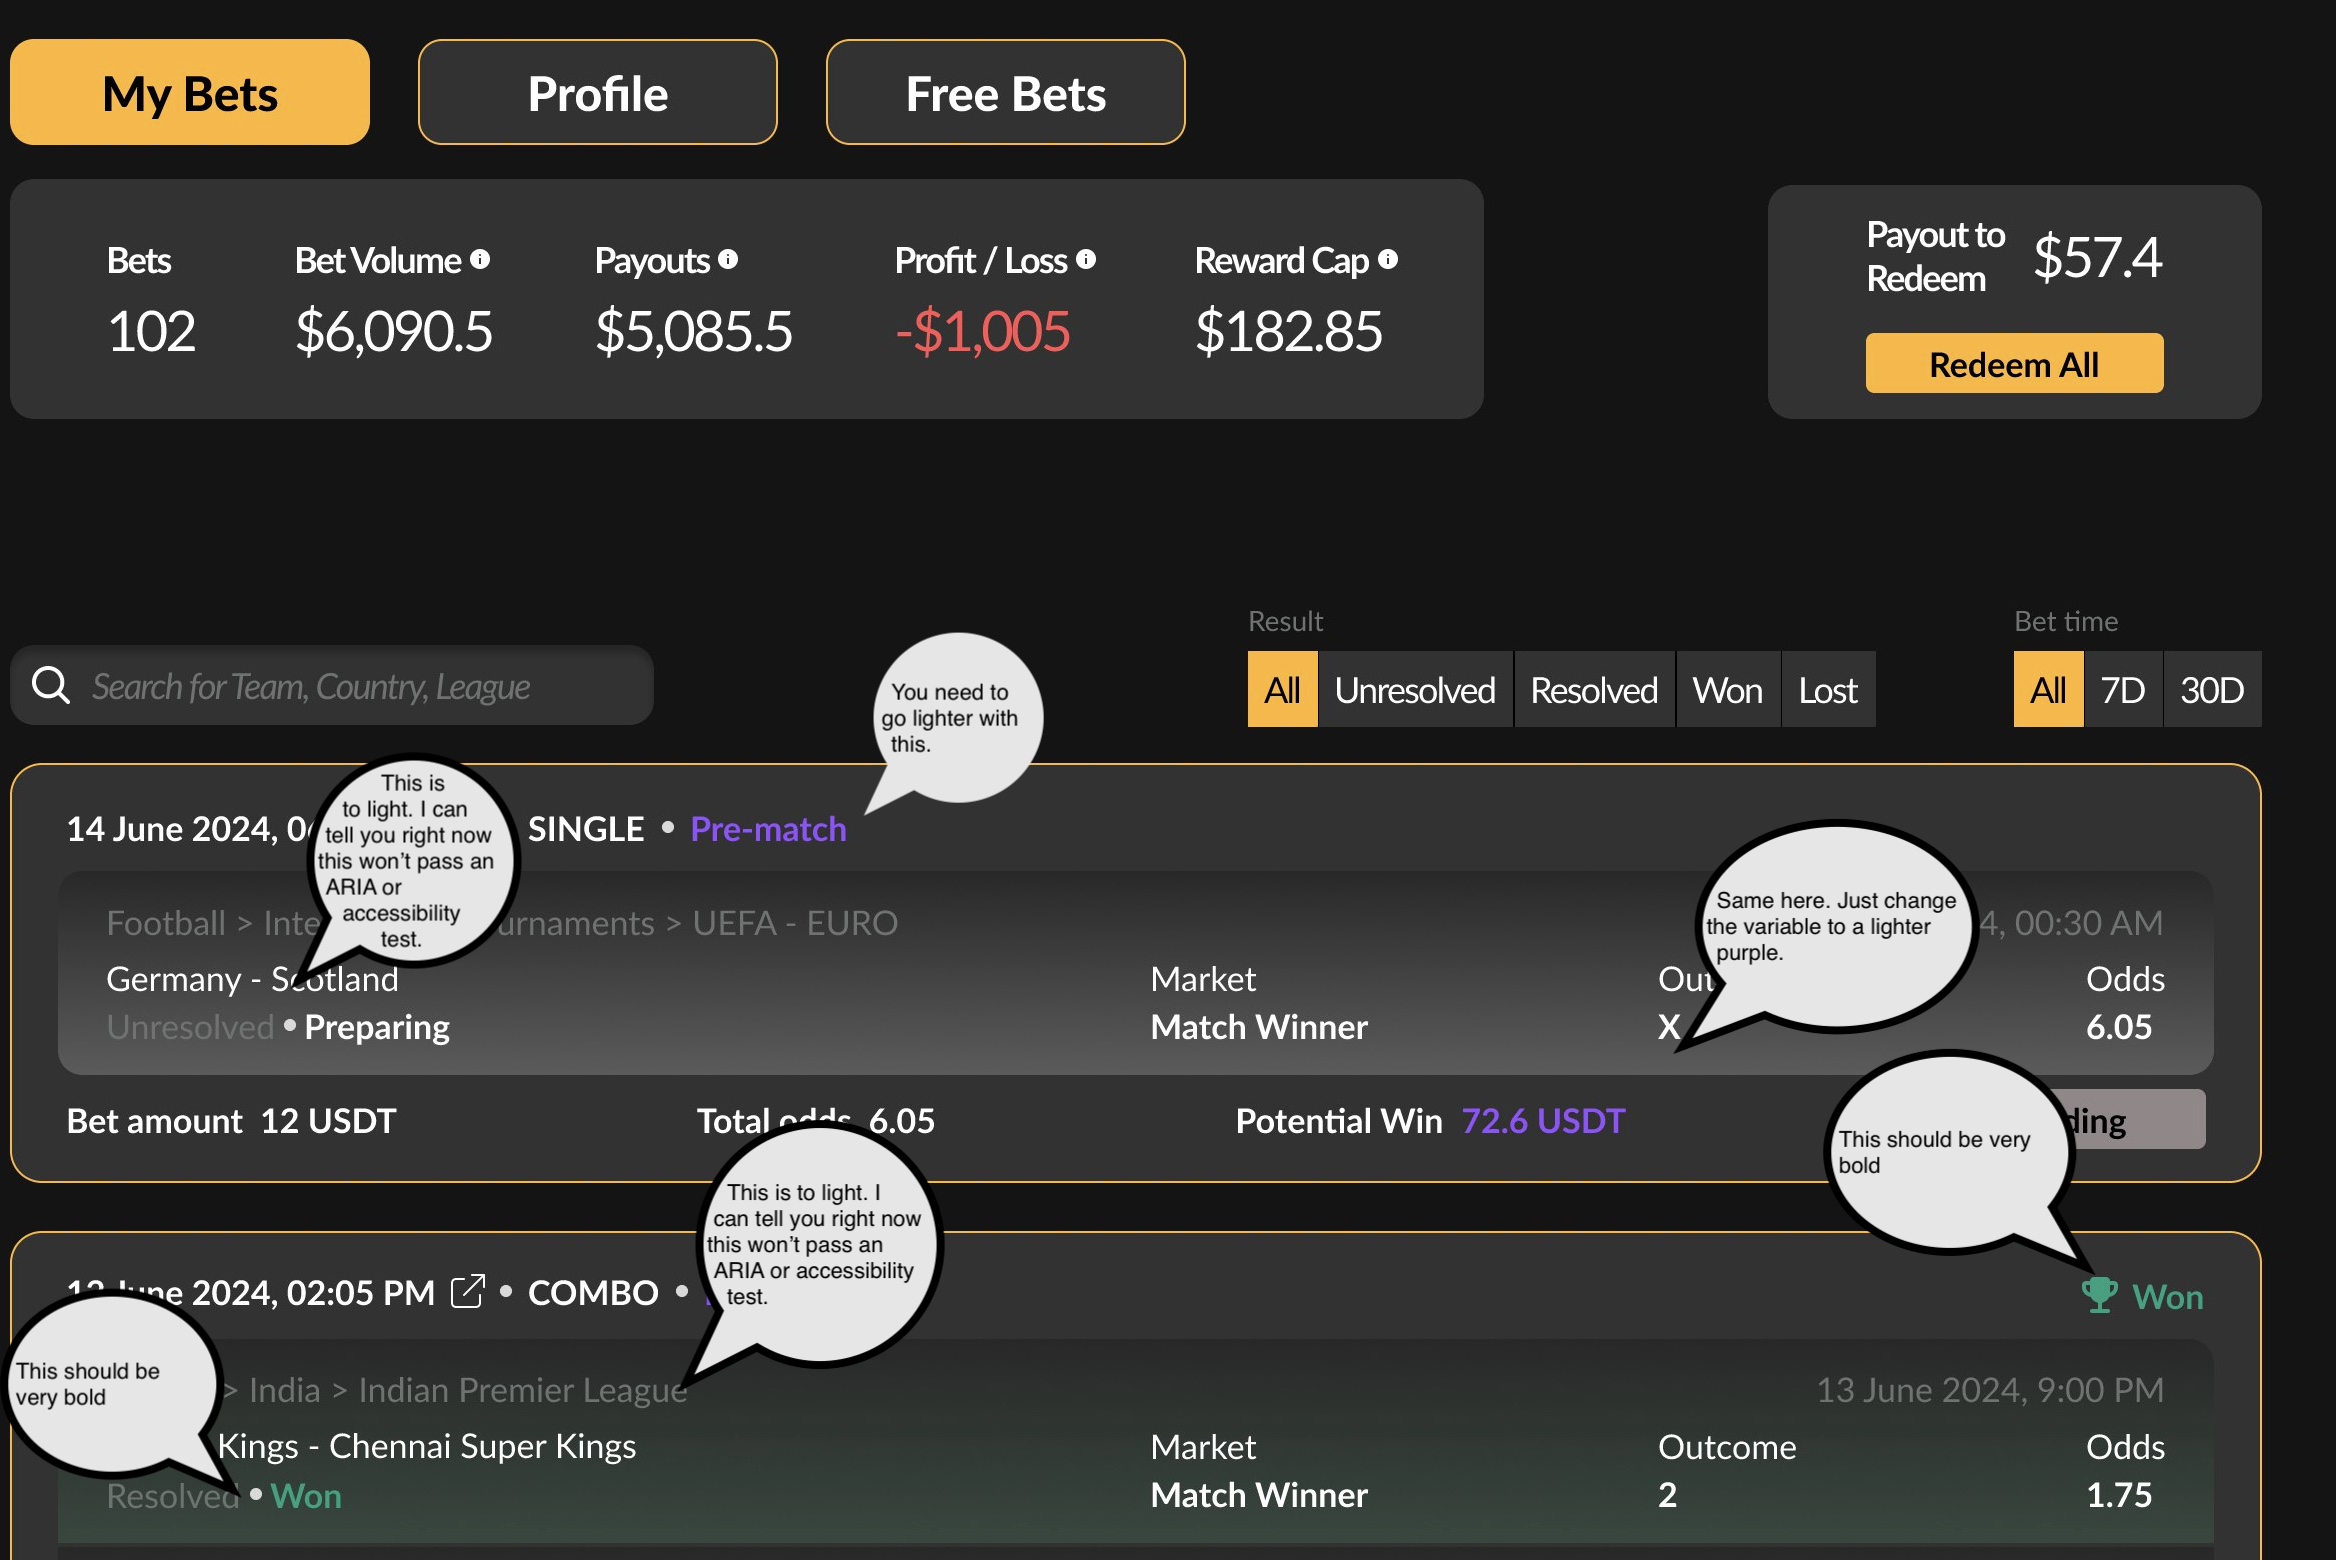 My Bets
Profile
Free Bets
Bets
102
Bet Volume
$6,090.5
Payouts
$5,085.5
Profit / Loss
-$1,005
Reward Cap
$182.85
Payout to
Redeem
$57.4
Redeem All
Search for Team, Country, League
Result
All Unresolved Resolved Won Lost
Bet time
All 7D 30D
You need to
go lighter with
this.
This is
to light. I can
tell you right now
this won't pass an
ARIA or
accessibility
test.
14 June 2024, SINGLE • Pre-match
Football > Inte urnaments > UEFA - EURO
4, 00:30 AM
Same here. Just change
the variable to a lighter
purple.
Germany - Scotland
Market
Out
Odds
Unresolved • Preparing
Match Winner
X
6.05
Bet amount 12 USDT
Total odds 6.05
Potential Win 72.6 USDT
ding
This should be very
bold
This is to light. I
can tell you right now
this won't pass an
ARIA or accessibility
test.
June 2024, 02:05 PM • COMBO •
Won
This should be
very bold
> India > Indian Premier League
13 June 2024, 9:00 PM
Kings - Chennai Super Kings
Market
Outcome
Odds
Resolved • Won
Match Winner
2
1.75